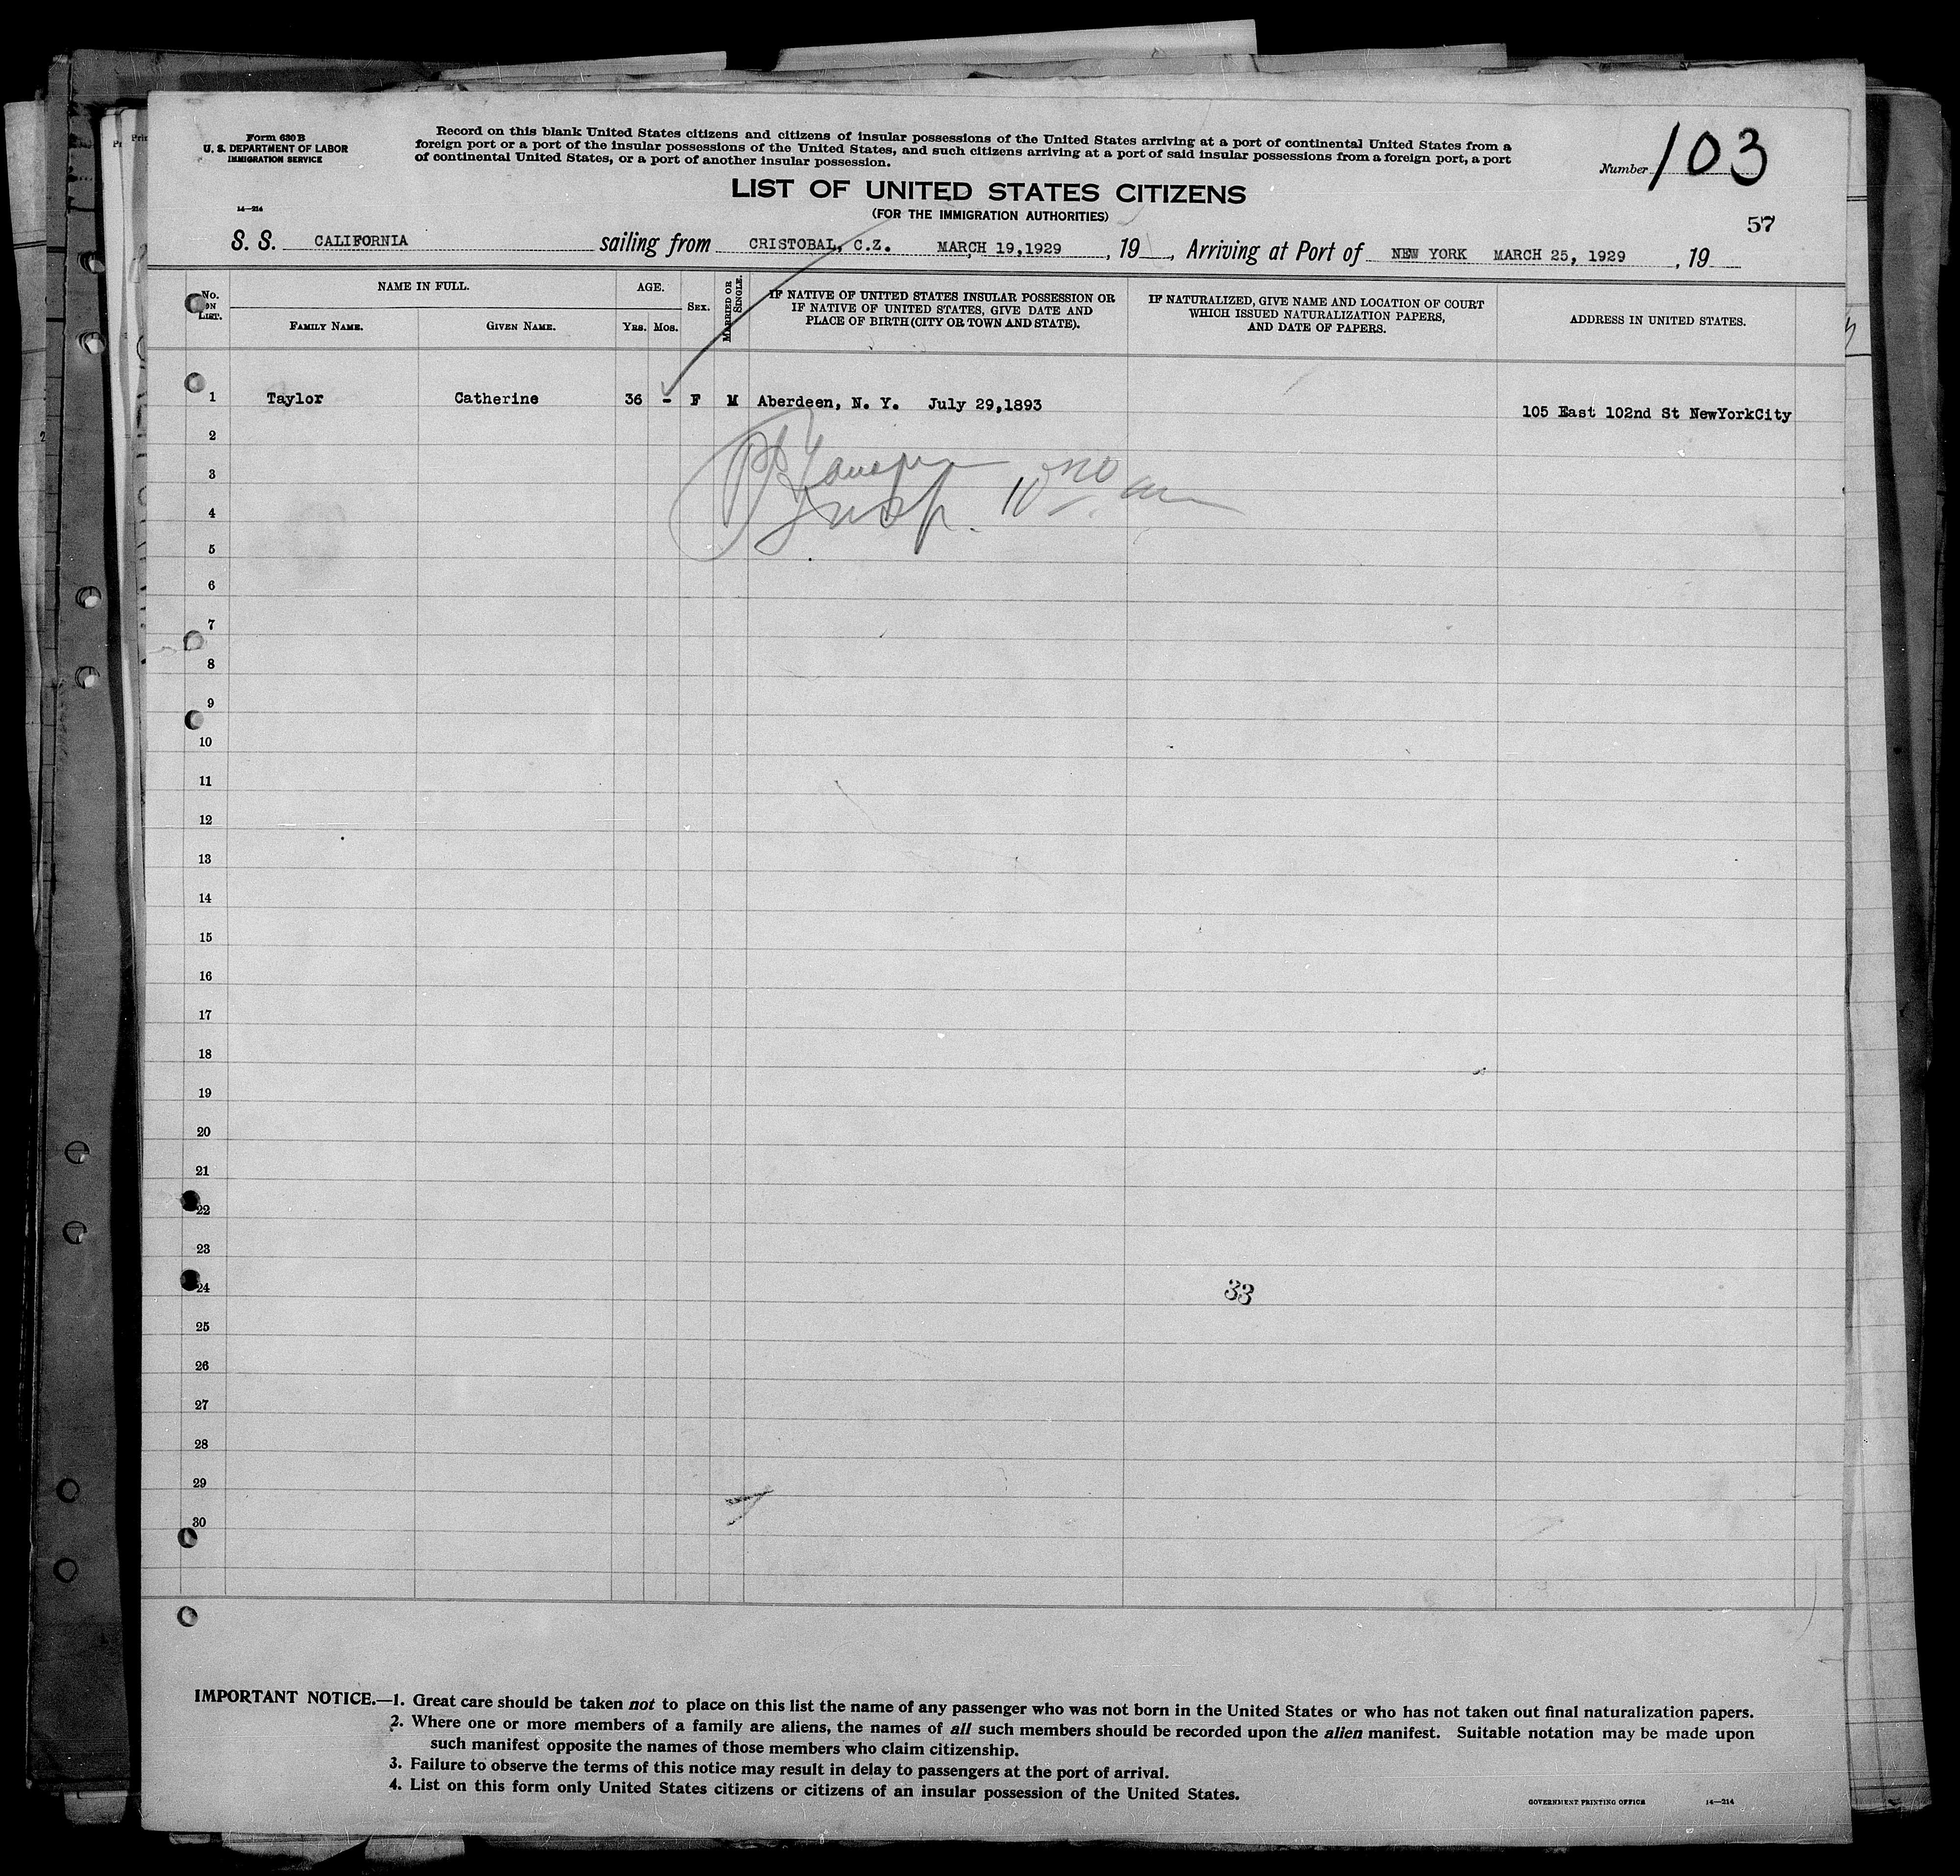 Form 630 B
U. S. DEPARTMENT OF LABOR
IMMIGRATION SERVICE
14—214
Record on this blank United States citizens and citizens of insular possessions of the United States arriving at a port of continental United States from a
foreign port or a port of the insular possessions of the United States, and such citizens arriving at a port of said insular possessions from a foreign port, a port
of continental United States, or a port of another insular possession.
Number 103
LIST OF UNITED STATES CITIZENS
(FOR THE IMMIGRATION AUTHORITIES)
57
S. S. CALIFORNIA sailing from CRISTOBAL, C.Z. MARCH 19,1929 , 19 , Arriving at Port of NEW YORK MARCH 25, 1929 , 19
No. ON LIST.
NAME IN FULL.
FAMILY NAME.
GIVEN NAME.
AGE.
YRS. MOS.
SEX.
MARRIED OR SINGLE.
IF NATIVE OF UNITED STATES INSULAR POSSESSION OR
IF NATIVE OF UNITED STATES, GIVE DATE AND
PLACE OF BIRTH (CITY OR TOWN AND STATE).
IF NATURALIZED, GIVE NAME AND LOCATION OF COURT
WHICH ISSUED NATURALIZATION PAPERS,
AND DATE OF PAPERS.
ADDRESS IN UNITED STATES.
1 Taylor Catherine 36 - F M Aberdeen, N. Y. July 29,1893 105 East 102nd St NewYorkCity
2
3
4
Insp.
5
6
7
8
9
10
11
12
13
14
15
16
17
18
19
20
21
22
23
24 33
25
26
27
28
29
30
IMPORTANT NOTICE.—1. Great care should be taken not to place on this list the name of any passenger who was not born in the United States or who has not taken out final naturalization papers.
2. Where one or more members of a family are aliens, the names of all such members should be recorded upon the alien manifest. Suitable notation may be made upon
such manifest opposite the names of those members who claim citizenship.
3. Failure to observe the terms of this notice may result in delay to passengers at the port of arrival.
4. List on this form only United States citizens or citizens of an insular possession of the United States.
GOVERNMENT PRINTING OFFICE 14—214